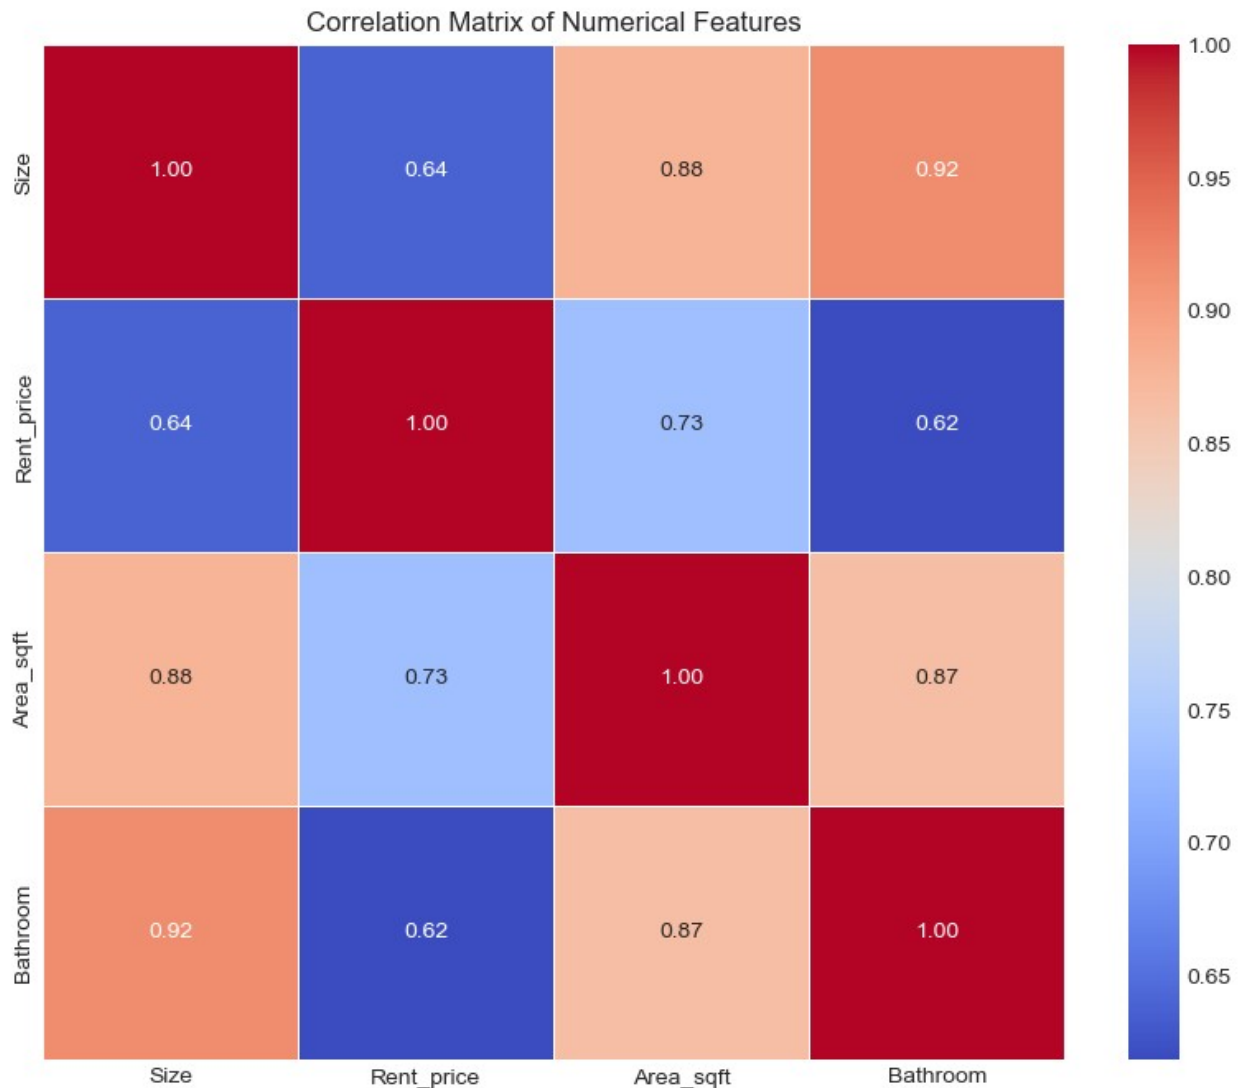 Correlation Matrix of Numerical Features
Size
1.00 0.64 0.88 0.92
Rent_price
0.64 1.00 0.73 0.62
Area_sqft
0.88 0.73 1.00 0.87
Bathroom
0.92 0.62 0.87 1.00
Size Rent_price Area_sqft Bathroom
1.00
0.95
0.90
0.85
0.80
0.75
0.70
0.65